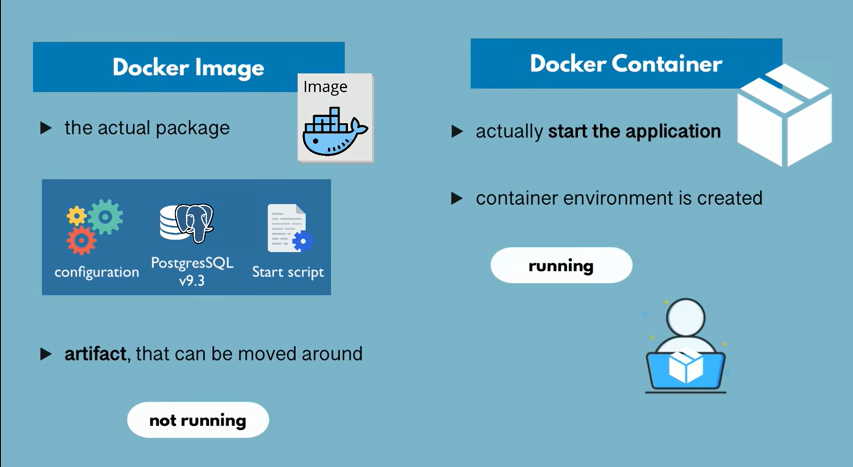 Docker Image
Image
the actual package
configuration
PostgresSQL
v9.3
Start script
artifact, that can be moved around
not running
Docker Container
actually start the application
container environment is created
running